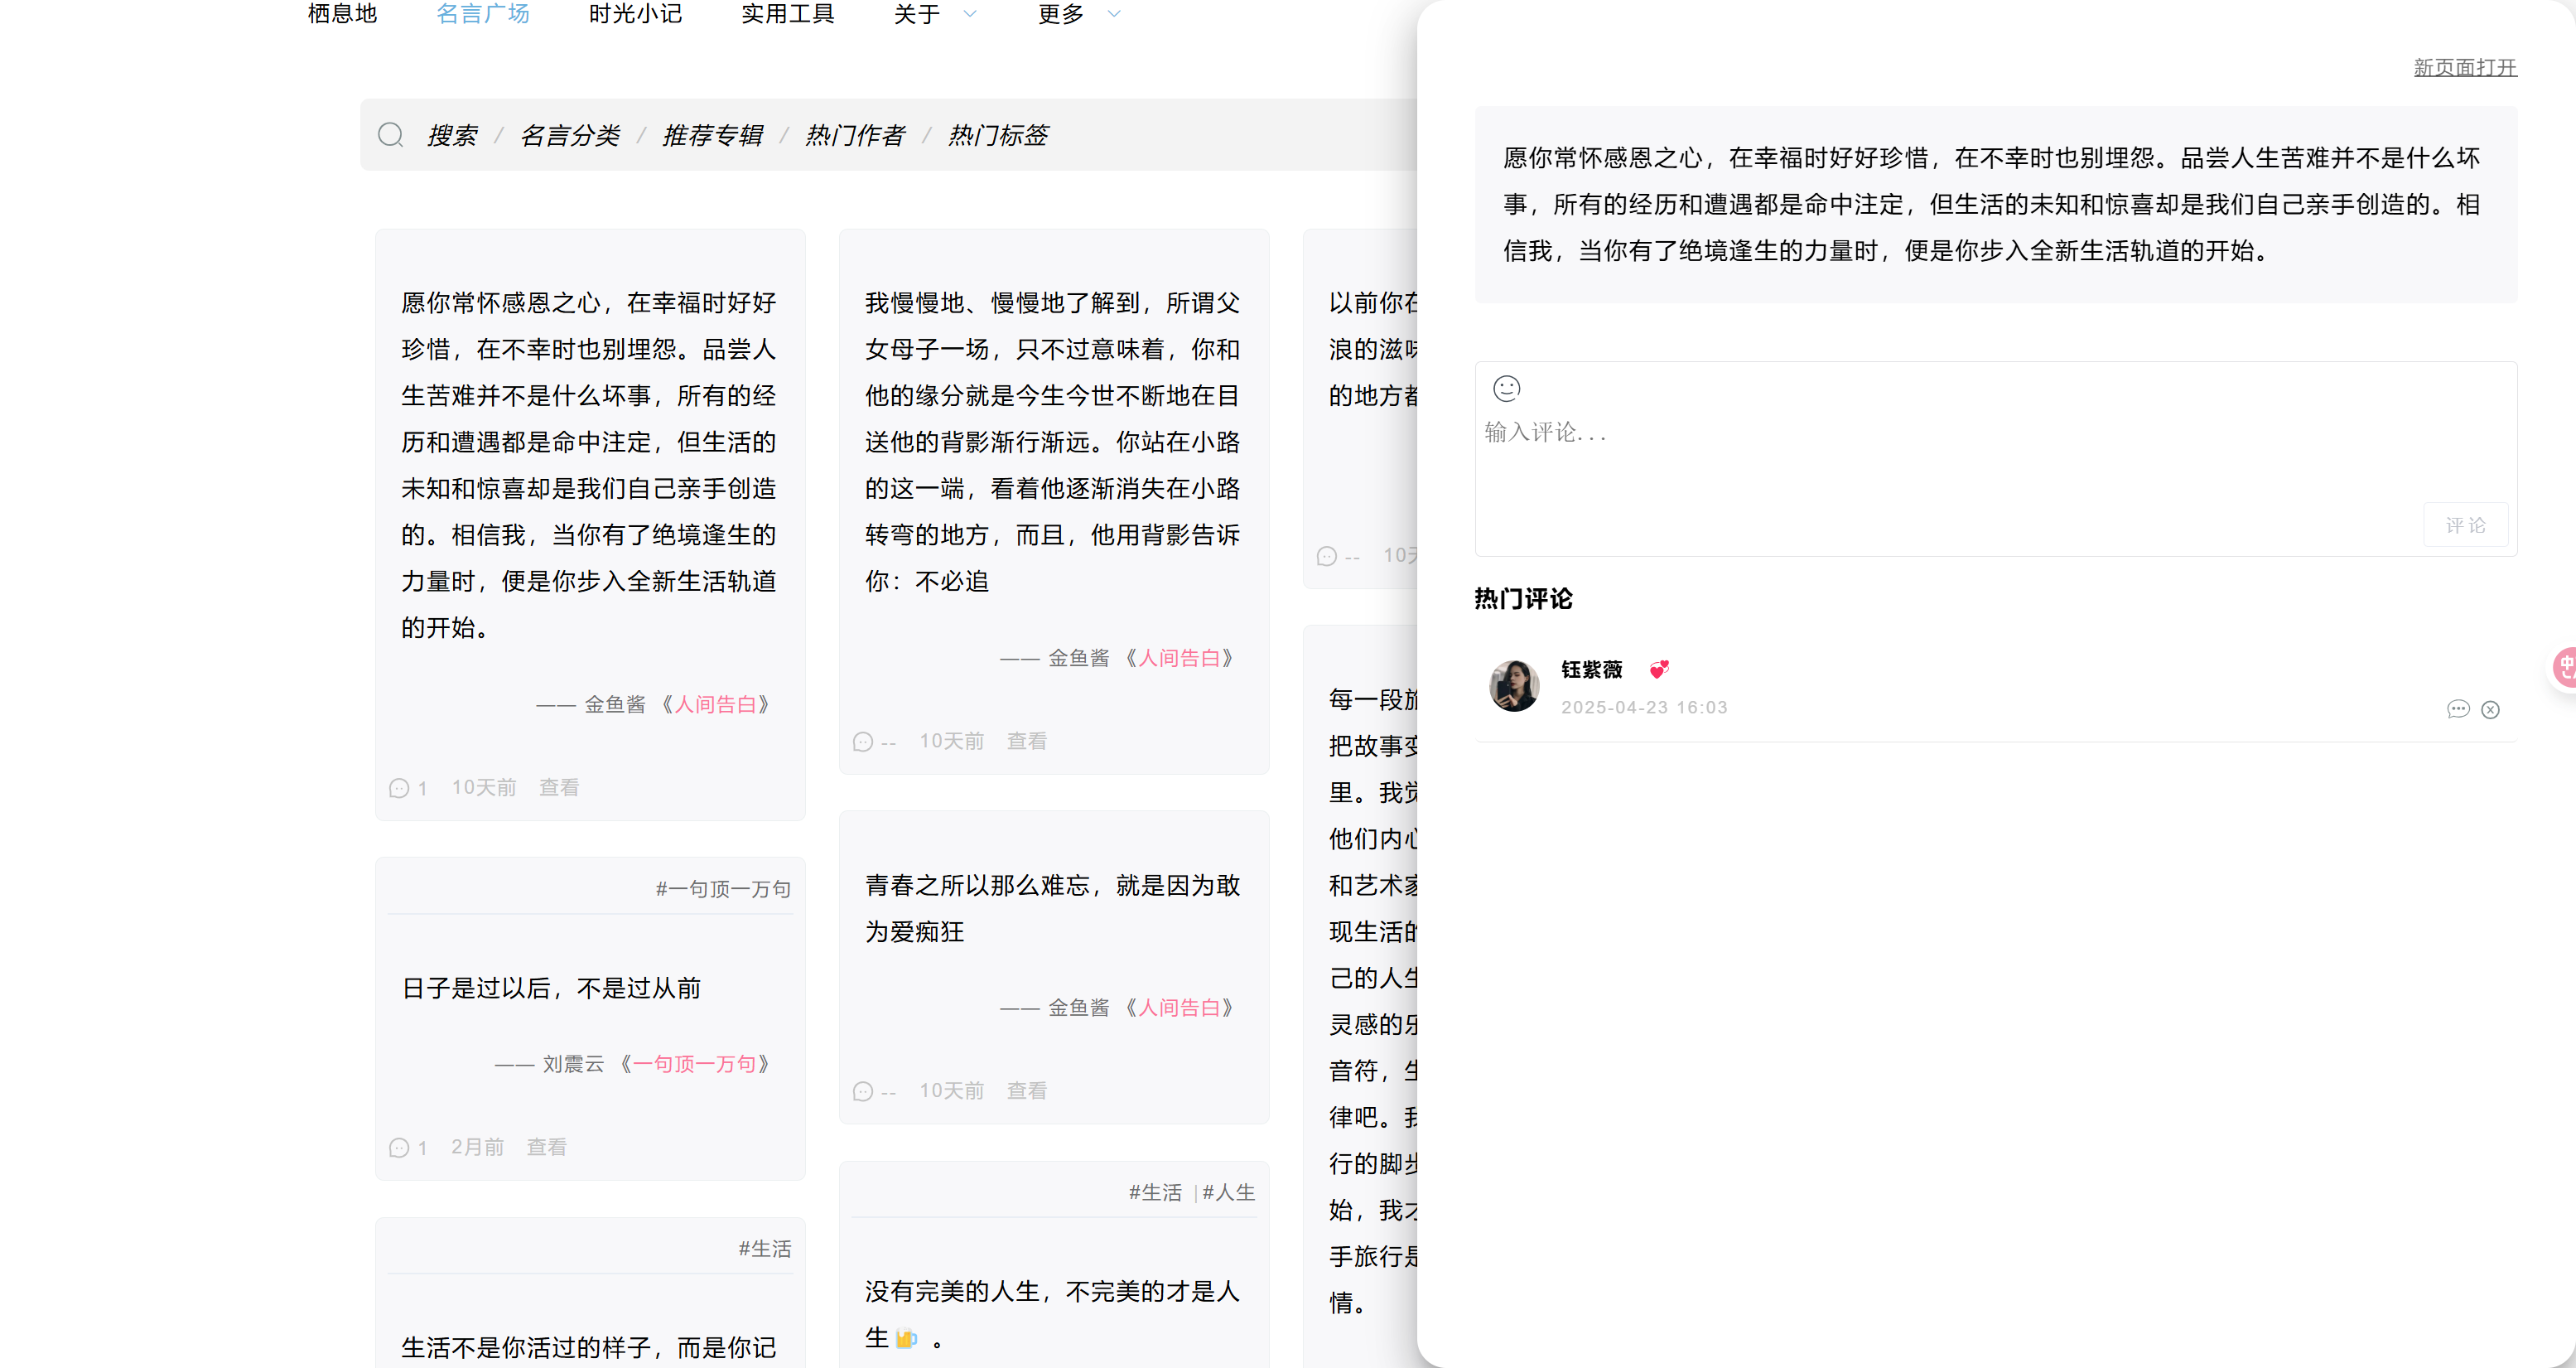 栖息地 名言广场 时光小记 实用工具 关于 更多
搜索 / 名言分类 / 推荐专辑 / 热门作者 / 热门标签
愿你常怀感恩之心，在幸福时好好
珍惜，在不幸时也别埋怨。品尝人
生苦难并不是什么坏事，所有的经
历和遭遇都是命中注定，但生活的
未知和惊喜却是我们自己亲手创造
的。相信我，当你有了绝境逢生的
力量时，便是你步入全新生活轨道
的开始。
—— 金鱼酱 《人间告白》
1 10天前 查看
#一句顶一万句
日子是过以后，不是过从前
—— 刘震云 《一句顶一万句》
1 2月前 查看
#生活
生活不是你活过的样子，而是你记
我慢慢地、慢慢地了解到，所谓父
女母子一场，只不过意味着，你和
他的缘分就是今生今世不断地在目
送他的背影渐行渐远。你站在小路
的这一端，看着他逐渐消失在小路
转弯的地方，而且，他用背影告诉
你：不必追
—— 金鱼酱 《人间告白》
-- 10天前 查看
青春之所以那么难忘，就是因为敢
为爱痴狂
—— 金鱼酱 《人间告白》
-- 10天前 查看
#生活 | #人生
没有完美的人生，不完美的才是人
生🍺 。
以前你在
浪的滋味
的地方都
-- 10天
每一段旅
把故事变
里。我觉
他们内心
和艺术家
现生活的
己的人生
灵感的乐
音符，生
律吧。我
行的脚步
始，我才
手旅行是
情。
新页面打开
愿你常怀感恩之心，在幸福时好好珍惜，在不幸时也别埋怨。品尝人生苦难并不是什么坏
事，所有的经历和遭遇都是命中注定，但生活的未知和惊喜却是我们自己亲手创造的。相
信我，当你有了绝境逢生的力量时，便是你步入全新生活轨道的开始。
输入评论...
评论
热门评论
钰紫薇 💞
2025-04-23 16:03
中